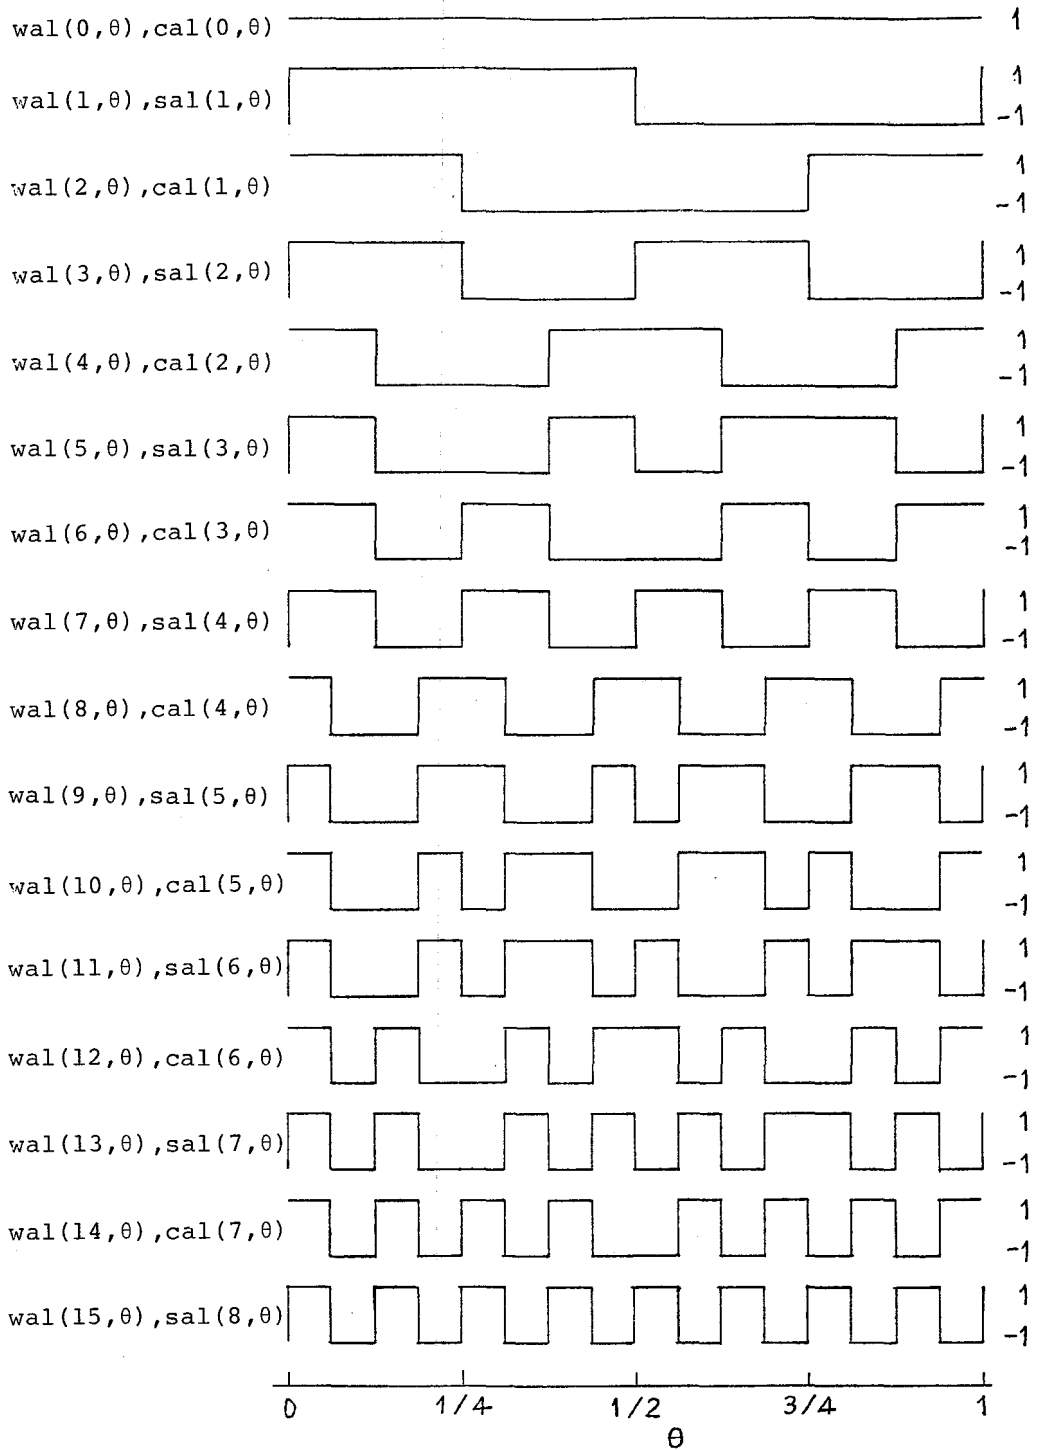 wal(0,θ),cal(0,θ) 1
wal(1,θ),sal(1,θ) 1 -1
wal(2,θ),cal(1,θ) 1 -1
wal(3,θ),sal(2,θ) 1 -1
wal(4,θ),cal(2,θ) 1 -1
wal(5,θ),sal(3,θ) 1 -1
wal(6,θ),cal(3,θ) 1 -1
wal(7,θ),sal(4,θ) 1 -1
wal(8,θ),cal(4,θ) 1 -1
wal(9,θ),sal(5,θ) 1 -1
wal(10,θ),cal(5,θ) 1 -1
wal(11,θ),sal(6,θ) 1 -1
wal(12,θ),cal(6,θ) 1 -1
wal(13,θ),sal(7,θ) 1 -1
wal(14,θ),cal(7,θ) 1 -1
wal(15,θ),sal(8,θ) 1 -1
0 1/4 1/2 3/4 1
θ